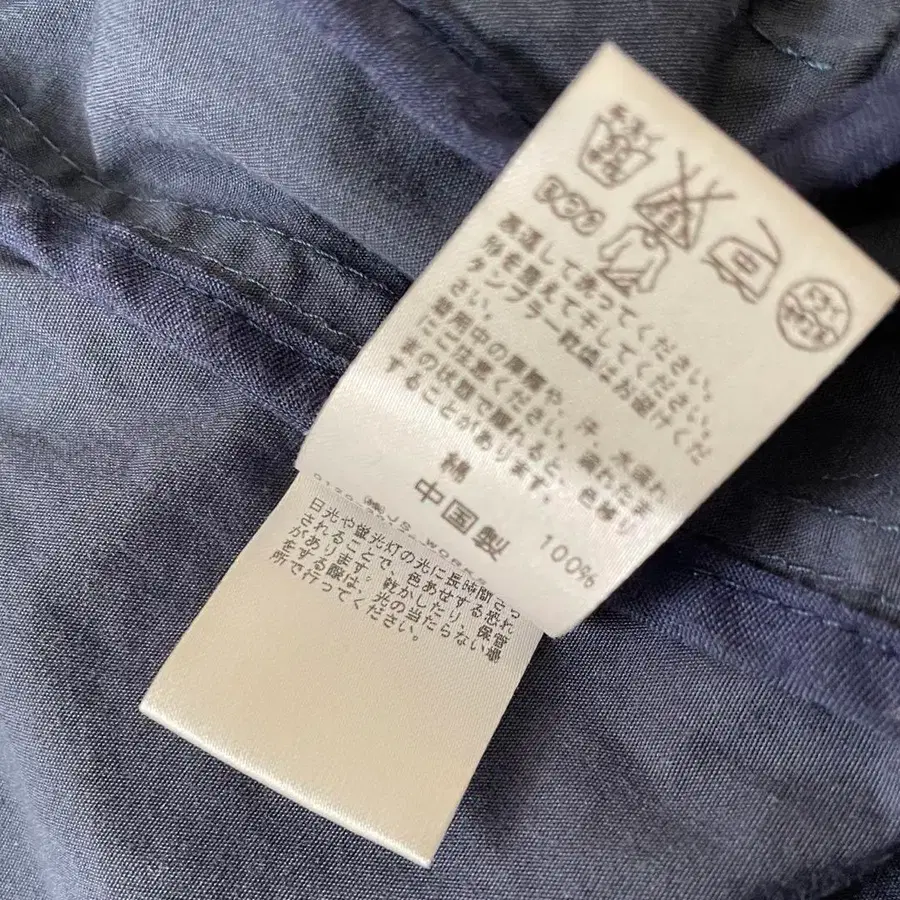 裏返して洗ってください。
形を整えて干してください。
タンブラー乾燥はお避けくだ
さい。
着用中の摩擦や、汗、水濡れ
にご注意ください。濡れたま
まの状態で擦れると、色移り
することがあります。
綿 100%
中国製
日光や蛍光灯の光に長時間さら
されることで、色あせする恐れ
があります。乾かしたり、保管
をする際は、光の当たらない場
所で行ってください。